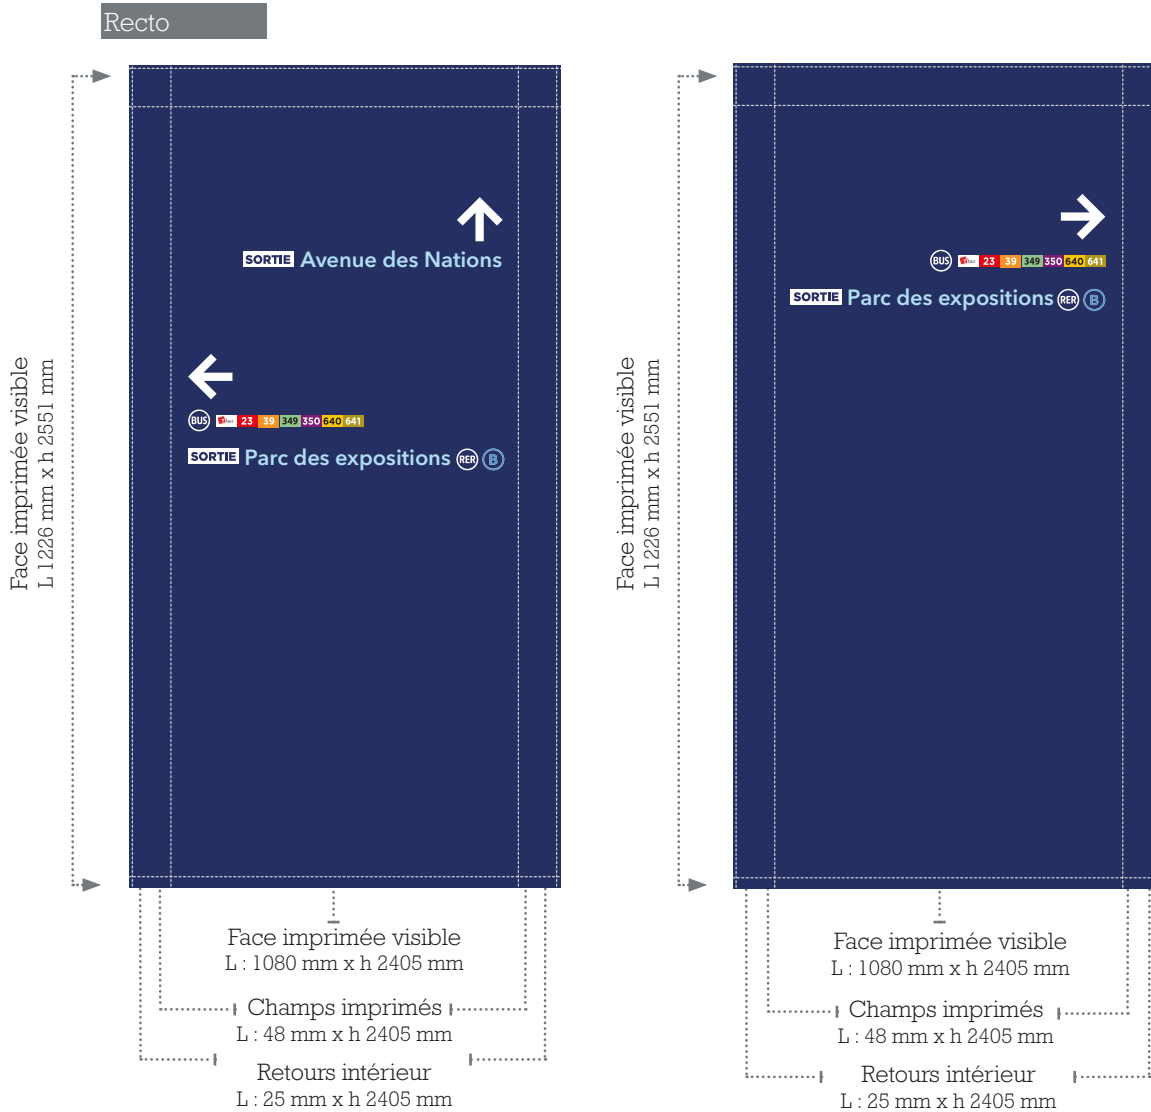 Recto
Face imprimée visible
L 1226 mm x h 2551 mm
SORTIE Avenue des Nations
BUS 23 39 349 350 640 641
SORTIE Parc des expositions RER B
Face imprimée visible
L : 1080 mm x h 2405 mm
Champs imprimés
L : 48 mm x h 2405 mm
Retours intérieur
L : 25 mm x h 2405 mm
Face imprimée visible
L 1226 mm x h 2551 mm
BUS 23 39 349 350 640 641
SORTIE Parc des expositions RER B
Face imprimée visible
L : 1080 mm x h 2405 mm
Champs imprimés
L : 48 mm x h 2405 mm
Retours intérieur
L : 25 mm x h 2405 mm